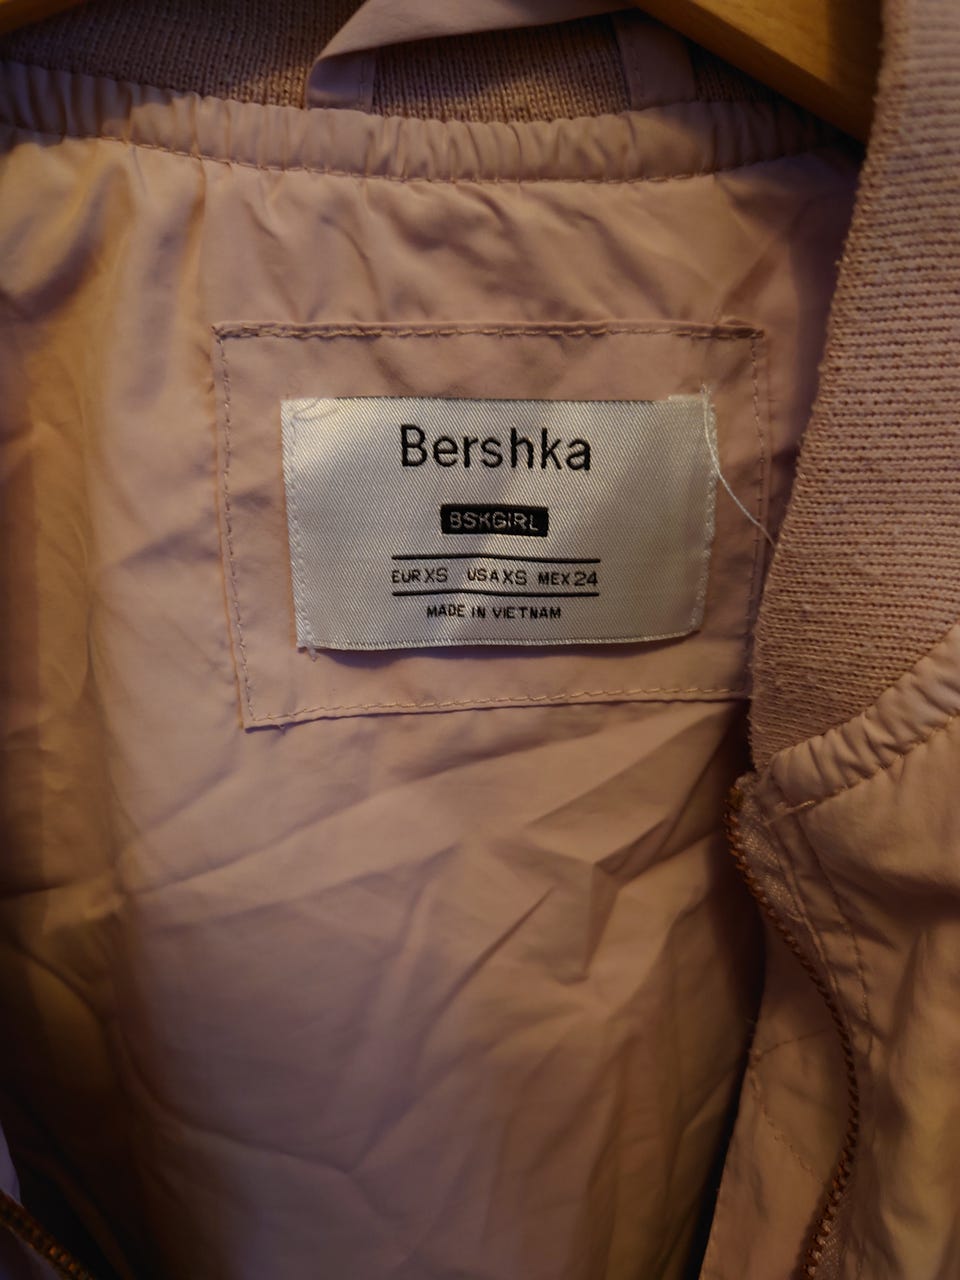 Bershka
BSKGIRL
EUR XS USA XS MEX 24
MADE IN VIETNAM